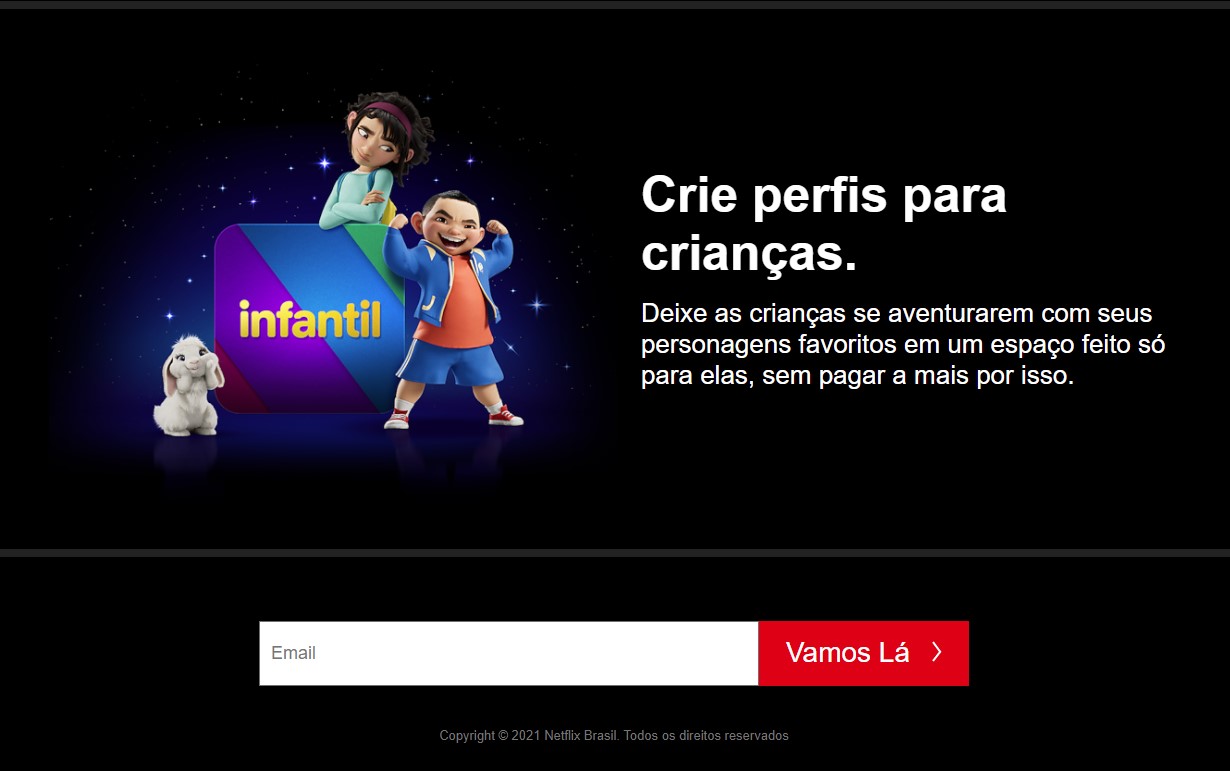 infantil
Crie perfis para
crianças.
Deixe as crianças se aventurarem com seus
personagens favoritos em um espaço feito só
para elas, sem pagar a mais por isso.
Email
Vamos Lá
Copyright © 2021 Netflix Brasil. Todos os direitos reservados